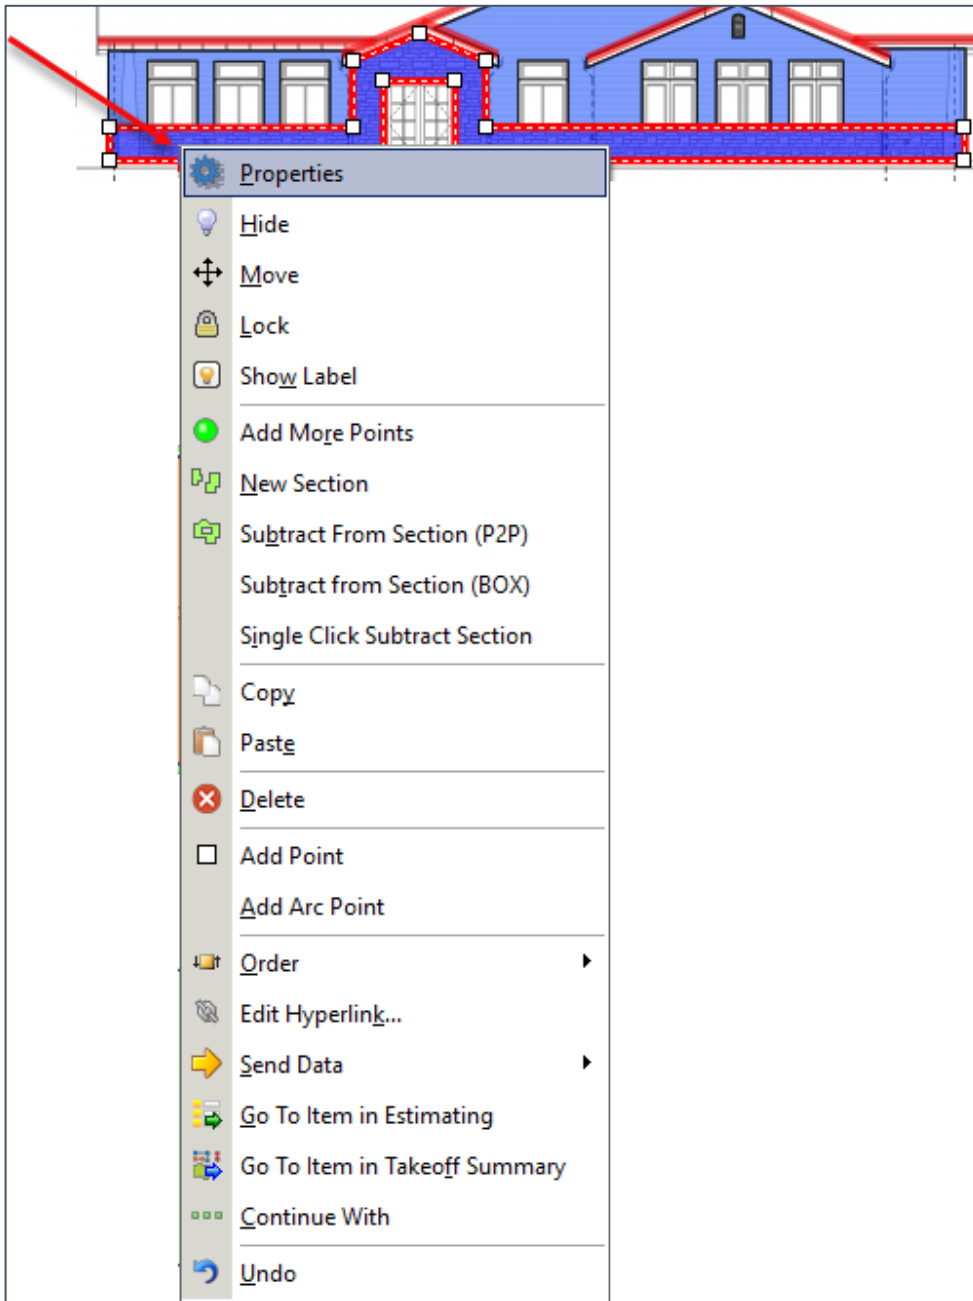 Properties
Hide
Move
Lock
Show Label
Add More Points
New Section
Subtract From Section (P2P)
Subtract from Section (BOX)
Single Click Subtract Section
Copy
Paste
Delete
Add Point
Add Arc Point
Order
Edit Hyperlink...
Send Data
Go To Item in Estimating
Go To Item in Takeoff Summary
Continue With
Undo